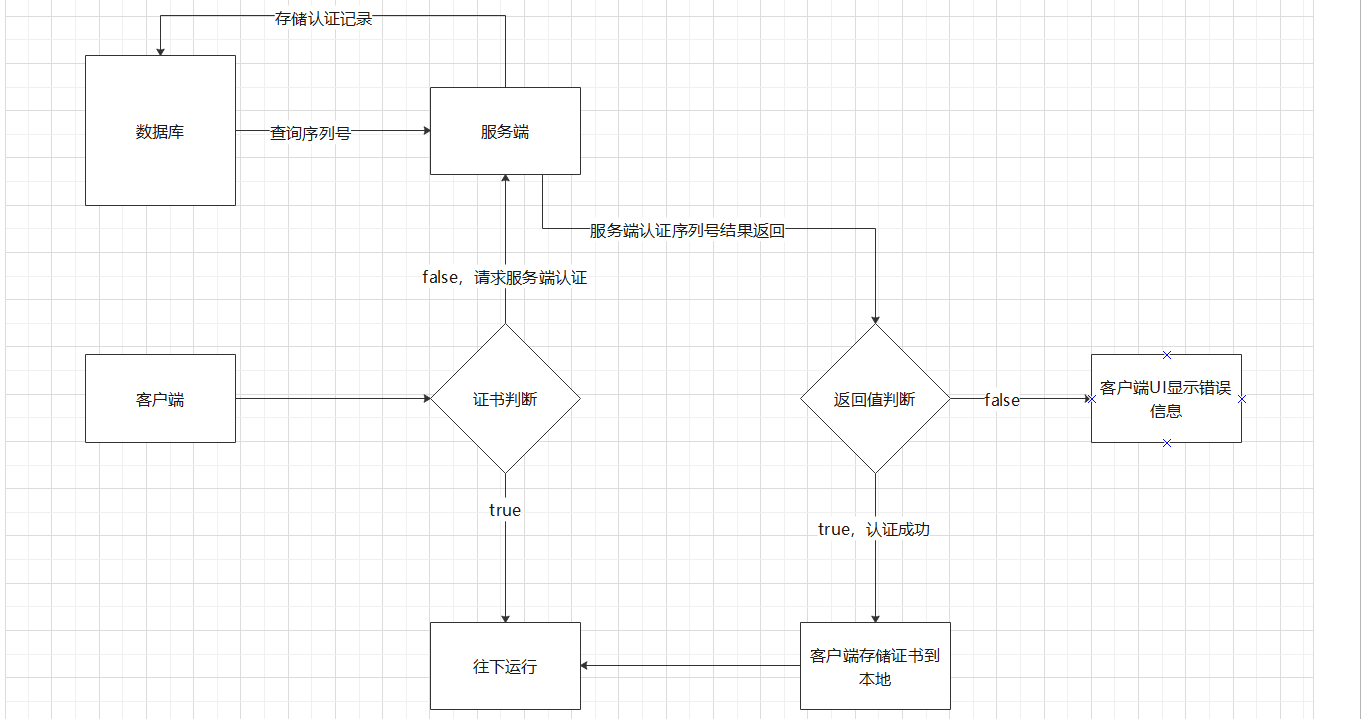 存储认证记录
数据库
查询序列号
服务端
服务端认证序列号结果返回
false，请求服务端认证
客户端
证书判断
返回值判断
false
客户端UI显示错误
信息
true
true，认证成功
往下运行
客户端存储证书到
本地